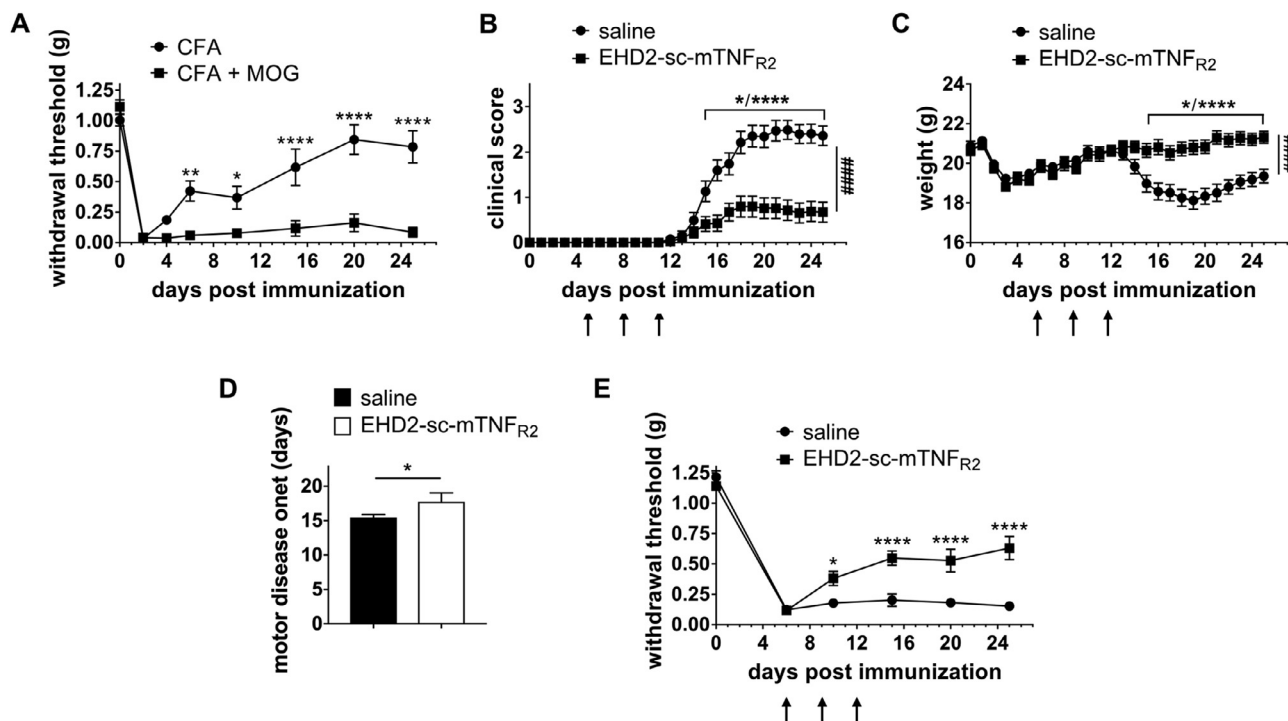 A
CFA
CFA + MOG
withdrawal threshold (g)
1.25
1.00
0.75
0.50
0.25
0.00
**
*
****
****
****
0 4 8 12 16 20 24
days post immunization
B
saline
EHD2-sc-mTNFR2
clinical score
3
2
1
0
*/****
####
0 4 8 12 16 20 24
days post immunization
C
saline
EHD2-sc-mTNFR2
weight (g)
22
20
18
16
*/****
####
0 4 8 12 16 20 24
days post immunization
D
saline
EHD2-sc-mTNFR2
motor disease onet (days)
20
15
10
5
0
*
E
saline
EHD2-sc-mTNFR2
withdrawal threshold (g)
1.25
1.00
0.75
0.50
0.25
0.00
*
****
****
****
0 4 8 12 16 20 24
days post immunization